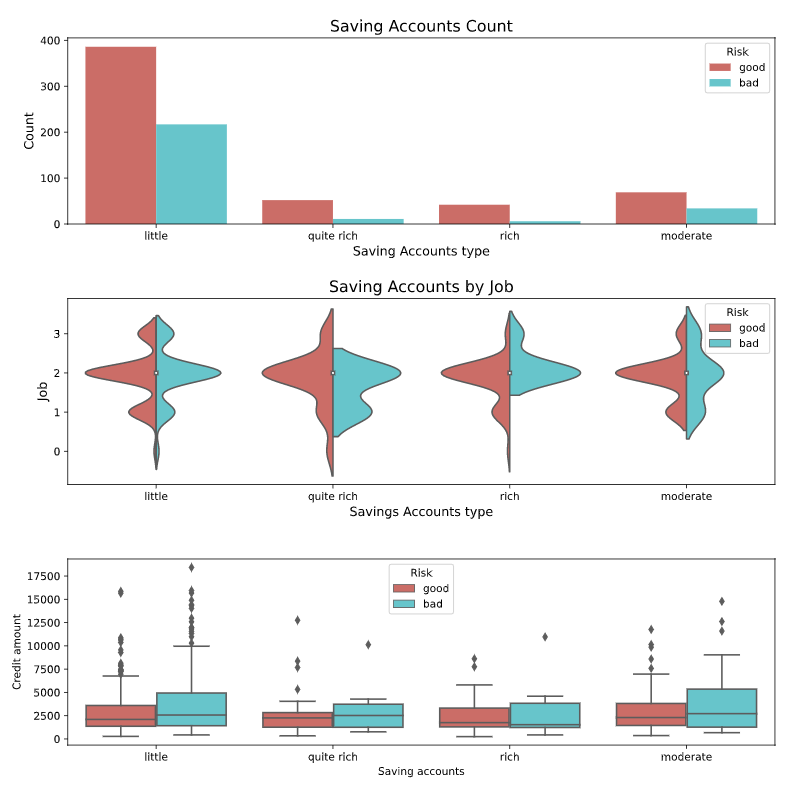 Saving Accounts Count
400
300
200
100
0
Count
Risk
good
bad
little quite rich rich moderate
Saving Accounts type
Saving Accounts by Job
3
2
1
0
Job
Risk
good
bad
little quite rich rich moderate
Savings Accounts type
17500
15000
12500
10000
7500
5000
2500
0
Credit amount
Risk
good
bad
little quite rich rich moderate
Saving accounts